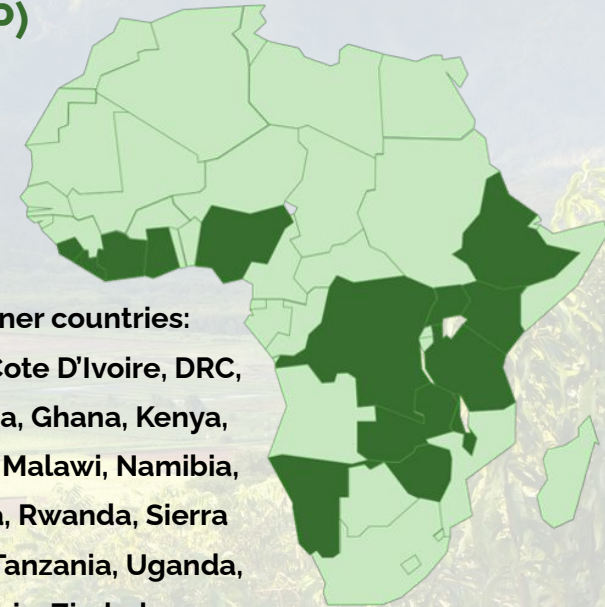 P)
ner countries:
Cote D'Ivoire, DRC,
a, Ghana, Kenya,
Malawi, Namibia,
a, Rwanda, Sierra
Tanzania, Uganda,